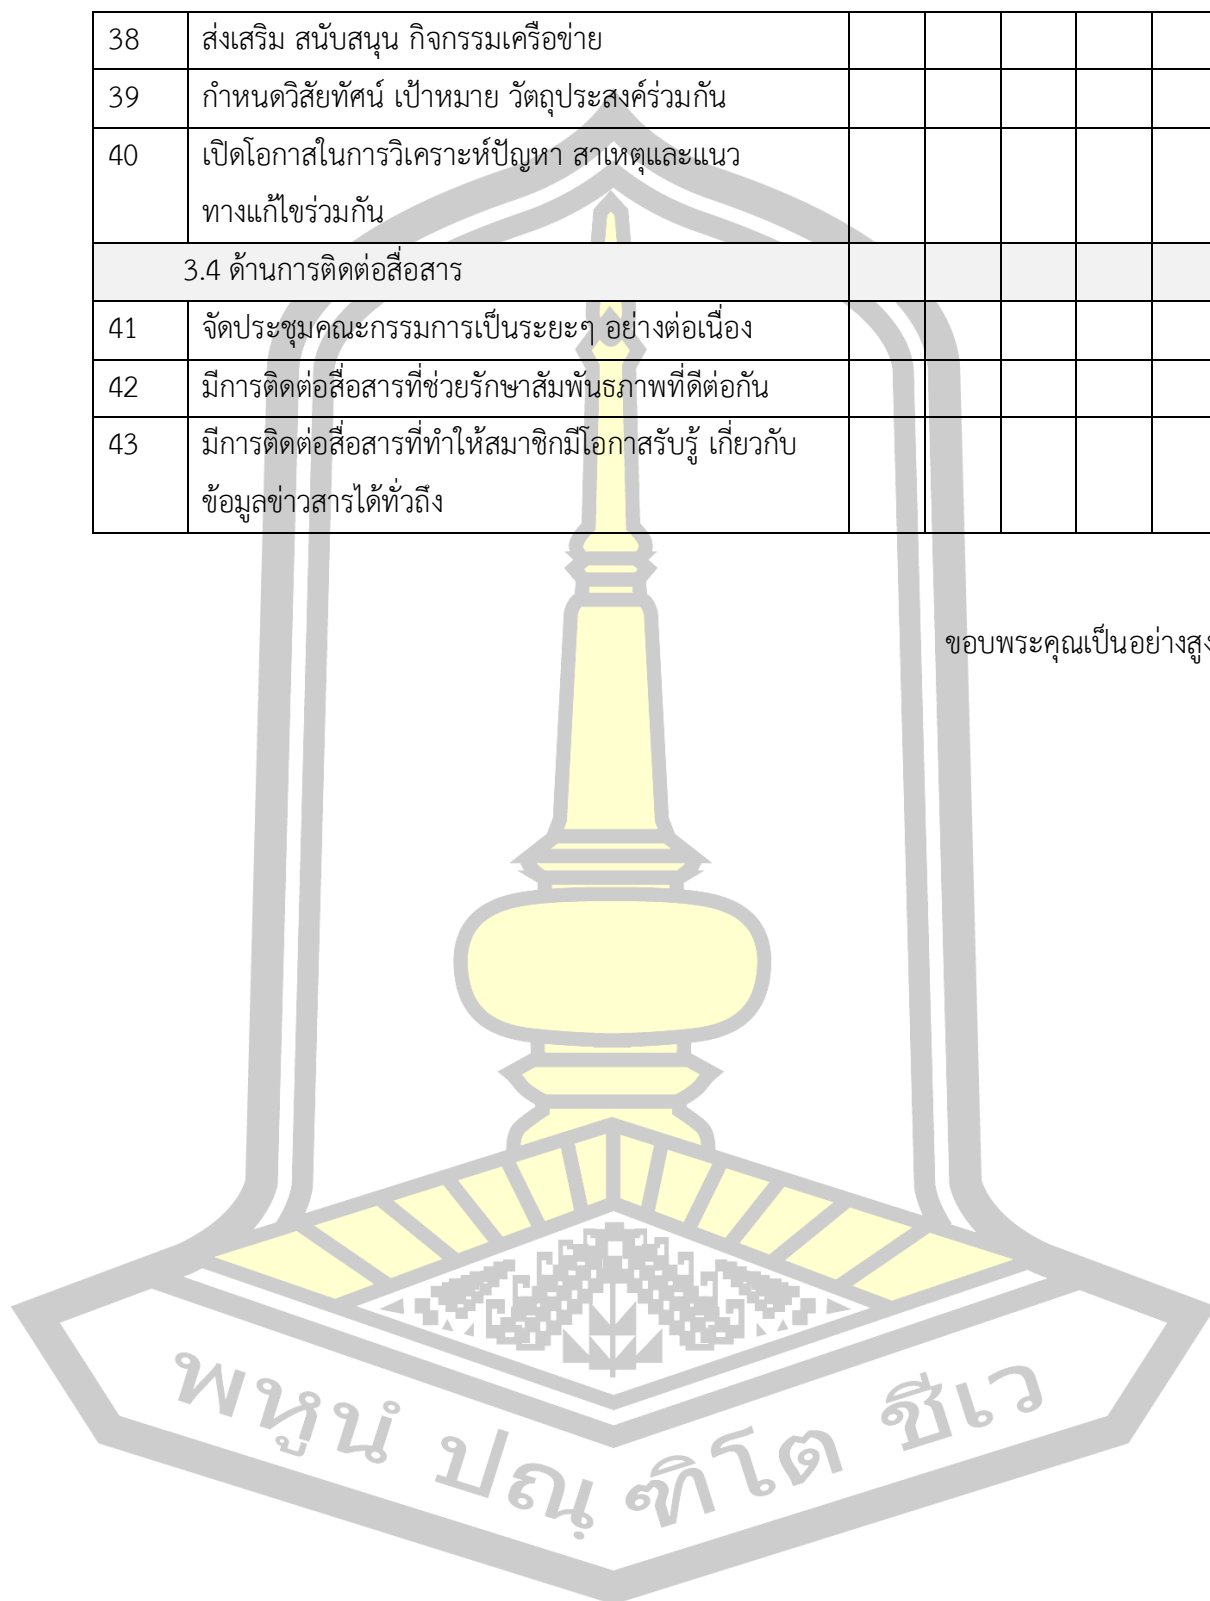 38 ส่งเสริม สนับสนุน กิจกรรมเครือข่าย
39 กำหนดวิสัยทัศน์ เป้าหมาย วัตถุประสงค์ร่วมกัน
40 เปิดโอกาสในการวิเคราะห์ปัญหา สาเหตุและแนว
ทางแก้ไขร่วมกัน
3.4 ด้านการติดต่อสื่อสาร
41 จัดประชุมคณะกรรมการเป็นระยะๆ อย่างต่อเนื่อง
42 มีการติดต่อสื่อสารที่ช่วยรักษาสัมพันธภาพที่ดีต่อกัน
43 มีการติดต่อสื่อสารที่ทำให้สมาชิกมีโอกาสรับรู้ เกี่ยวกับ
ข้อมูลข่าวสารได้ทั่วถึง
ขอบพระคุณเป็นอย่างสูง
พหูนํ ปณฺฑิโต ชีเว